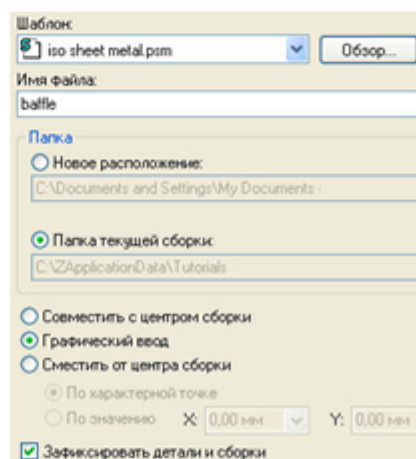 Шаблон:
iso sheet metal.psm Обзор...
Имя файла:
baffle
Папка
Новое расположение:
C:\Documents and Settings\My Documents
Папка текущей сборки:
C:\ZApplicationData\Tutorials
Совместить с центром сборки
Графический ввод
Сместить от центра сборки
По характерной точке
По значению X: 0,00 мм Y: 0,00 мм
Зафиксировать детали и сборки